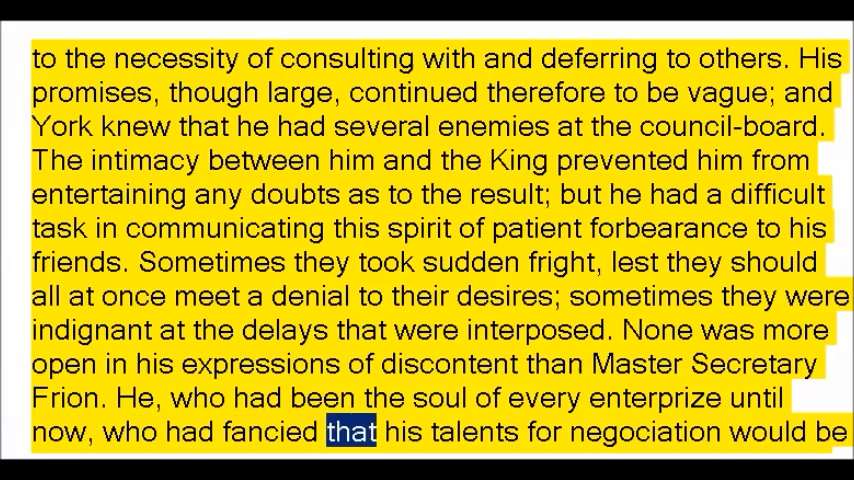 to the necessity of consulting with and deferring to others. His
promises, though large, continued therefore to be vague; and
York knew that he had several enemies at the council-board.
The intimacy between him and the King prevented him from
entertaining any doubts as to the result; but he had a difficult
task in communicating this spirit of patient forbearance to his
friends. Sometimes they took sudden fright, lest they should
all at once meet a denial to their desires; sometimes they were
indignant at the delays that were interposed. None was more
open in his expressions of discontent than Master Secretary
Frion. He, who had been the soul of every enterprize until
now, who had fancied that his talents for negociation would be